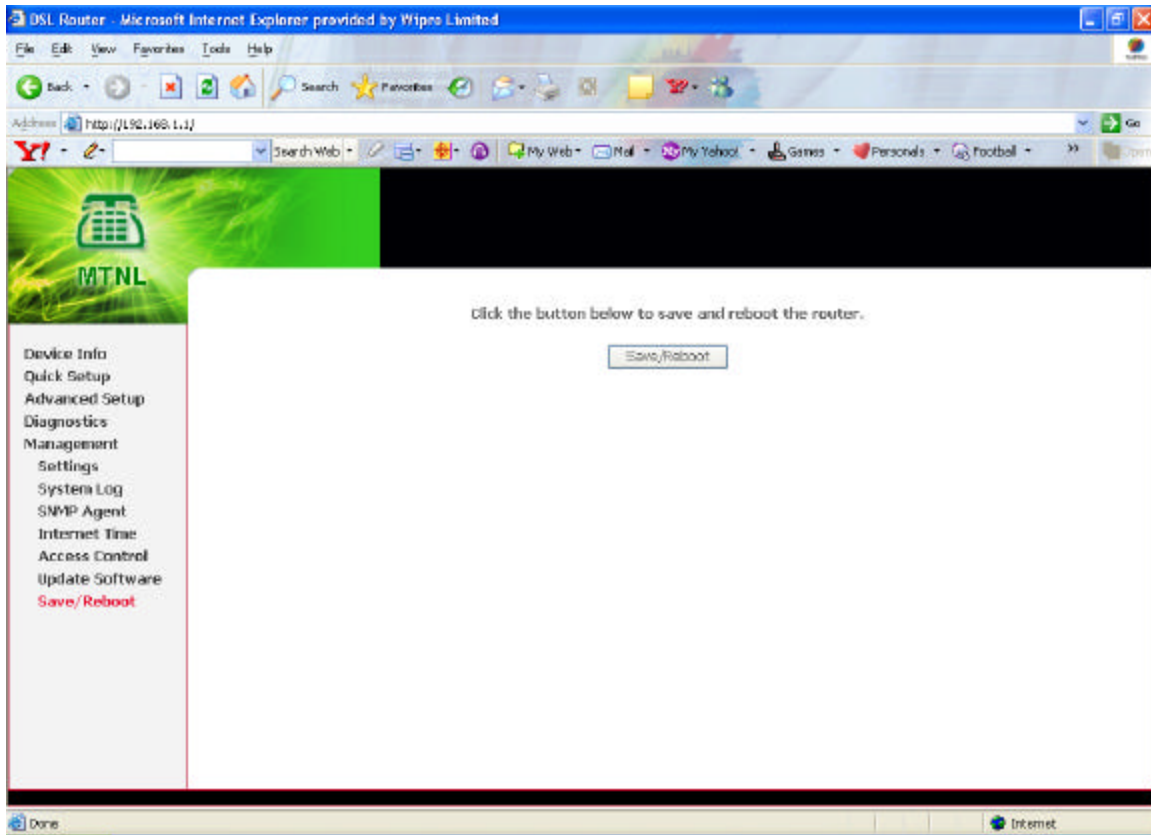 DSL Router - Microsoft Internet Explorer provided by Wipro Limited
File Edit View Favorites Tools Help
Back Search Favorites
Address http://192.168.1.1/ Go
Y! Search Web My Web Mail My Yahoo! Games Personals Football »
MTNL
Click the button below to save and reboot the router.
Save/Reboot
Device Info
Quick Setup
Advanced Setup
Diagnostics
Management
Settings
System Log
SNMP Agent
Internet Time
Access Control
Update Software
Save/Reboot
Done Internet